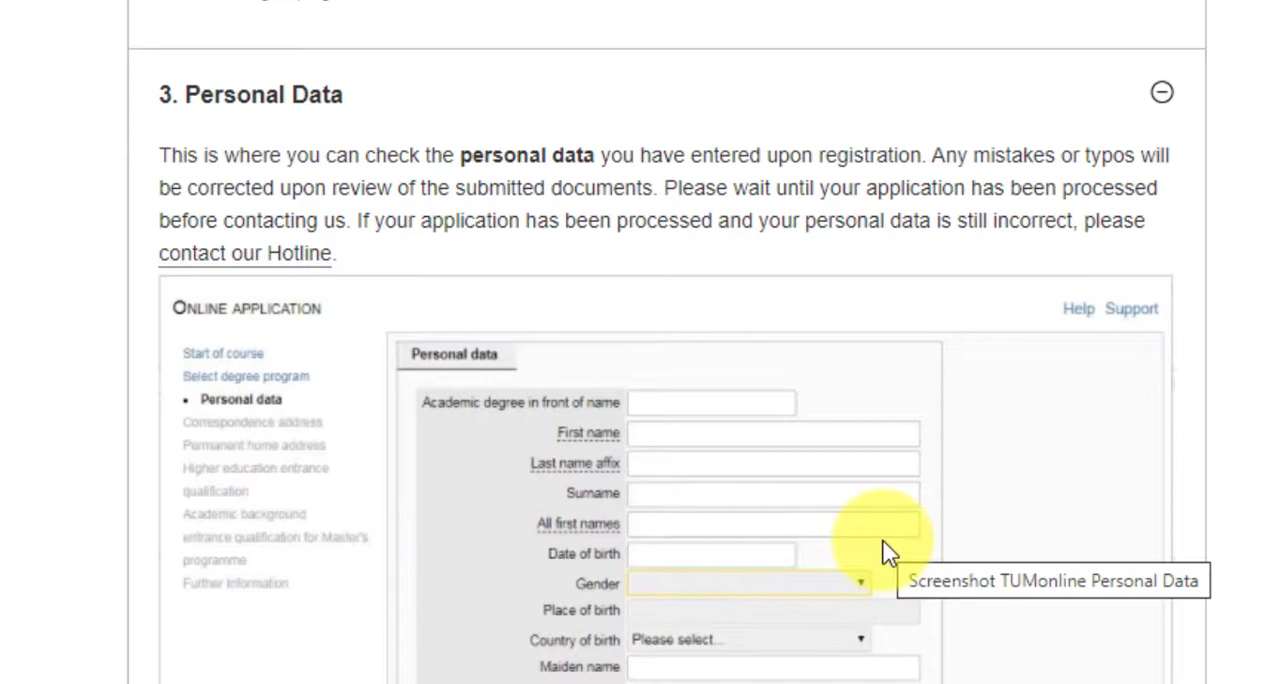 3. Personal Data
This is where you can check the personal data you have entered upon registration. Any mistakes or typos will
be corrected upon review of the submitted documents. Please wait until your application has been processed
before contacting us. If your application has been processed and your personal data is still incorrect, please
contact our Hotline.
ONLINE APPLICATION
Help Support
Start of course
Select degree program
• Personal data
Correspondence address
Permanent home address
Higher education entrance
qualification
Academic background
entrance qualification for Master's
programme
Further Information
Personal data
Academic degree in front of name
First name
Last name affix
Surname
All first names
Date of birth
Gender
Place of birth
Country of birth Please select...
Maiden name
Screenshot TUMonline Personal Data